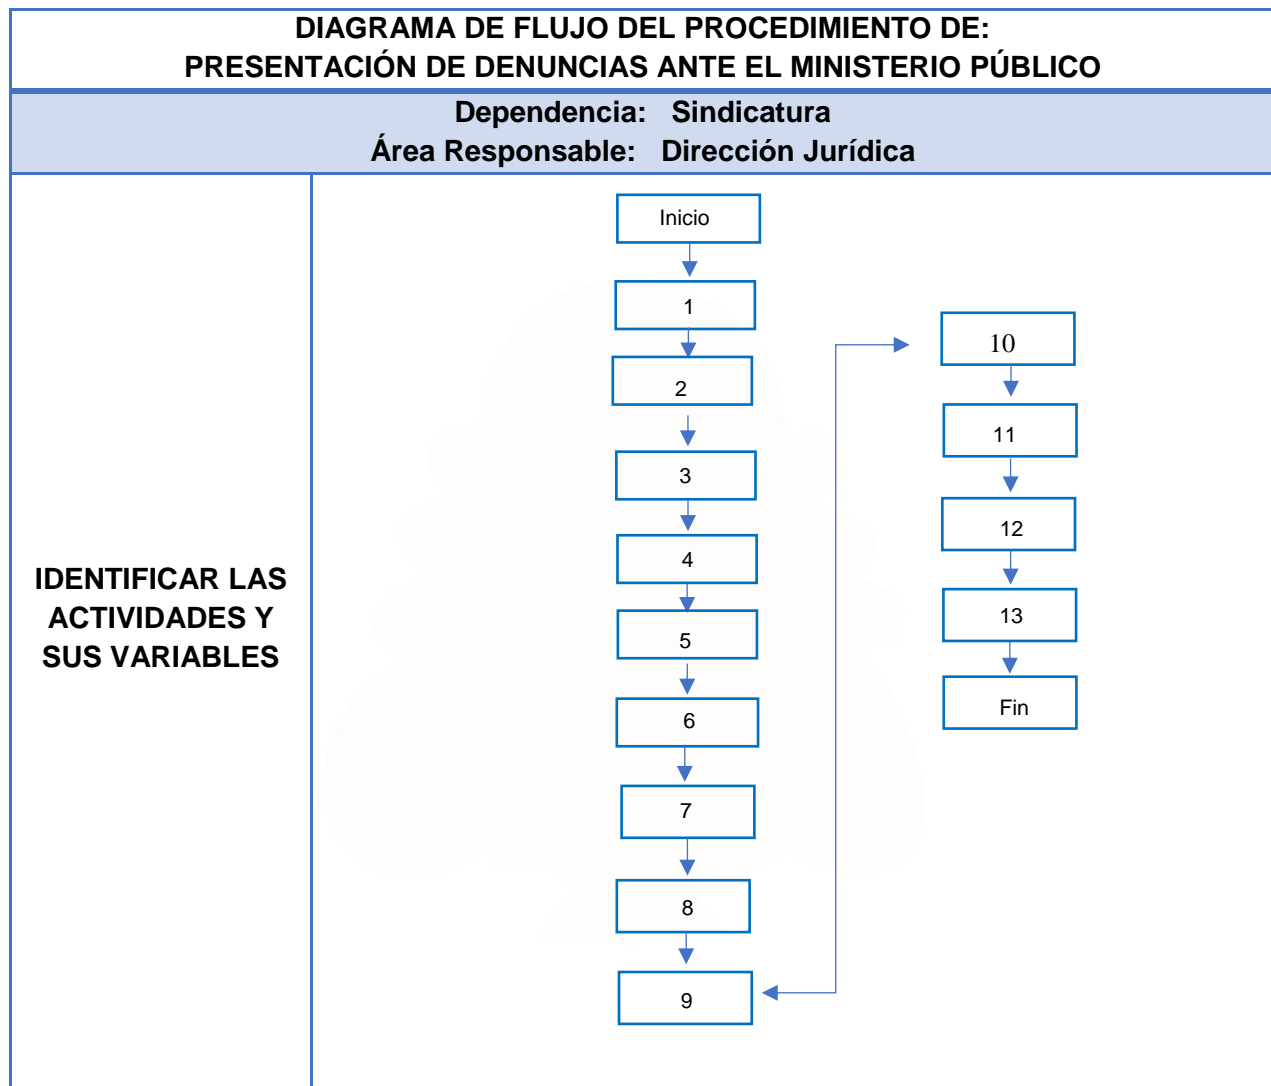 DIAGRAMA DE FLUJO DEL PROCEDIMIENTO DE:
PRESENTACIÓN DE DENUNCIAS ANTE EL MINISTERIO PÚBLICO
Dependencia: Sindicatura
Área Responsable: Dirección Jurídica
IDENTIFICAR LAS
ACTIVIDADES Y
SUS VARIABLES
Inicio
1
2
3
4
5
6
7
8
9
10
11
12
13
Fin